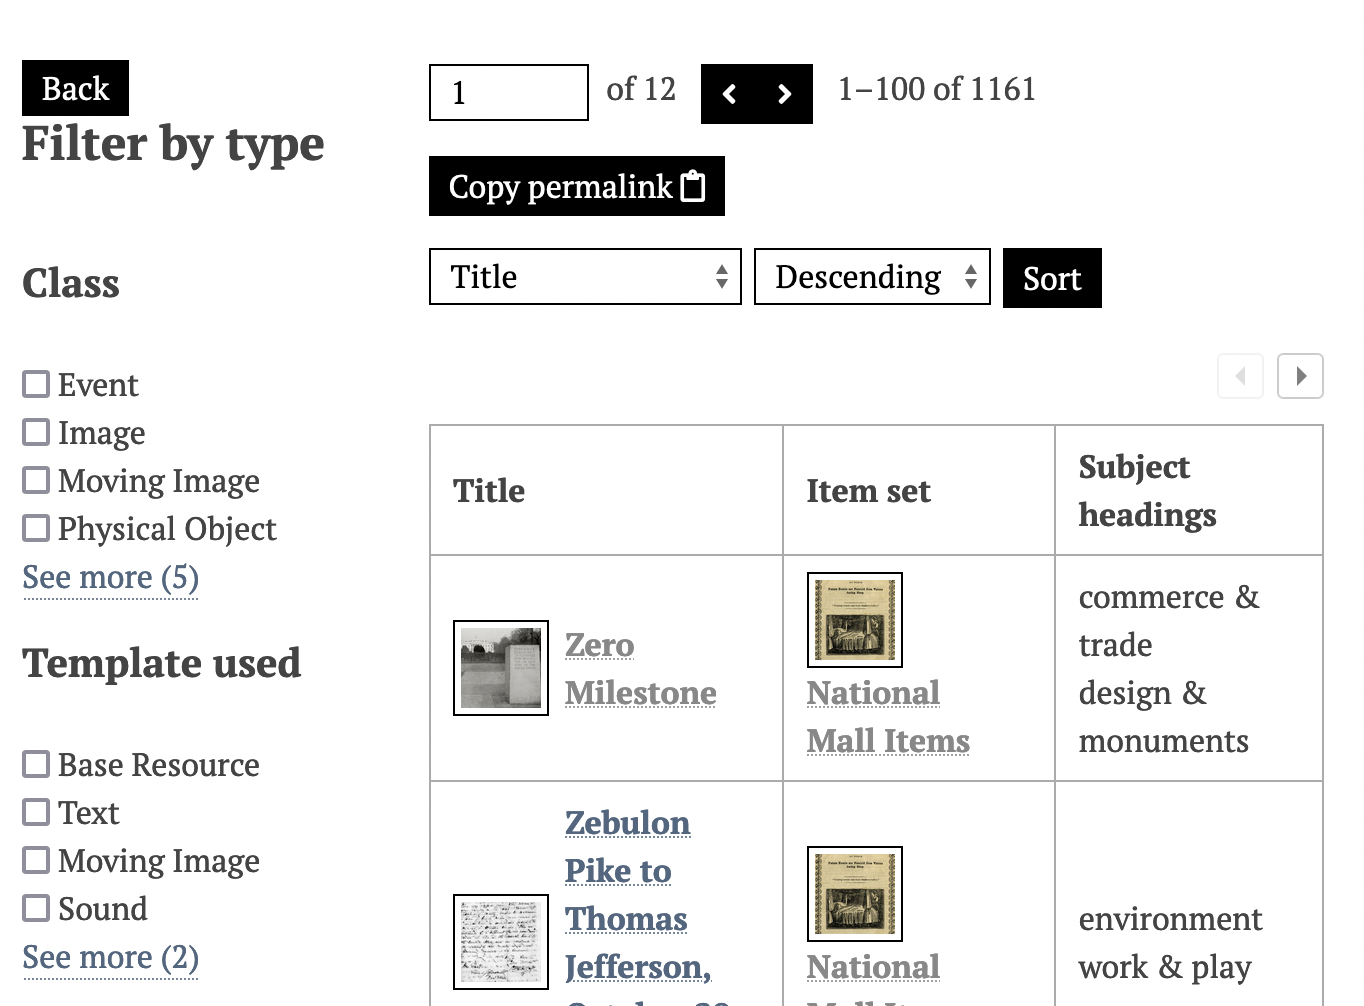 Back
Filter by type
Class
Event
Image
Moving Image
Physical Object
See more (5)
Template used
Base Resource
Text
Moving Image
Sound
See more (2)
1 of 12 1–100 of 1161
Copy permalink
Title Descending Sort
Title
Item set
Subject
headings
Zero
Milestone
National
Mall Items
commerce &
trade
design &
monuments
Zebulon
Pike to
Thomas
Jefferson,
National
environment
work & play